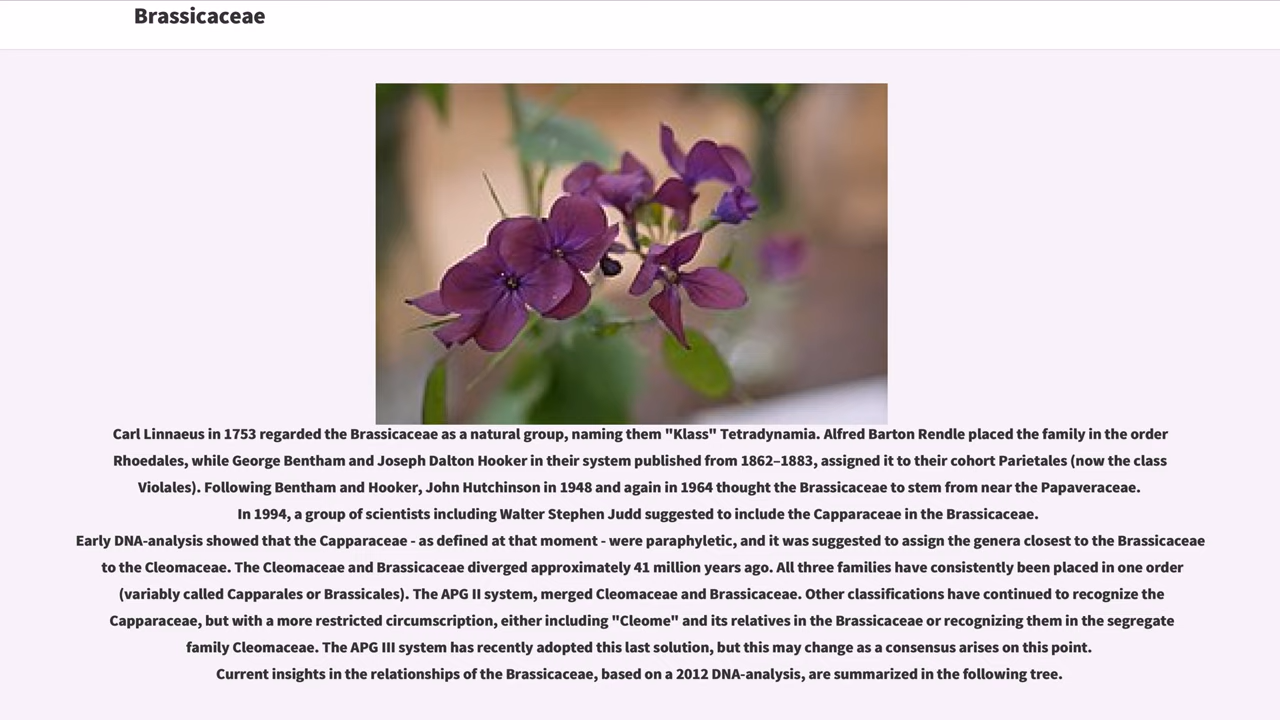 Brassicaceae
Carl Linnaeus in 1753 regarded the Brassicaceae as a natural group, naming them "Klass" Tetradynamia. Alfred Barton Rendle placed the family in the order
Rhoedales, while George Bentham and Joseph Dalton Hooker in their system published from 1862–1883, assigned it to their cohort Parietales (now the class
Violales). Following Bentham and Hooker, John Hutchinson in 1948 and again in 1964 thought the Brassicaceae to stem from near the Papaveraceae.
In 1994, a group of scientists including Walter Stephen Judd suggested to include the Capparaceae in the Brassicaceae.
Early DNA-analysis showed that the Capparaceae - as defined at that moment - were paraphyletic, and it was suggested to assign the genera closest to the Brassicaceae
to the Cleomaceae. The Cleomaceae and Brassicaceae diverged approximately 41 million years ago. All three families have consistently been placed in one order
(variably called Capparales or Brassicales). The APG II system, merged Cleomaceae and Brassicaceae. Other classifications have continued to recognize the
Capparaceae, but with a more restricted circumscription, either including "Cleome" and its relatives in the Brassicaceae or recognizing them in the segregate
family Cleomaceae. The APG III system has recently adopted this last solution, but this may change as a consensus arises on this point.
Current insights in the relationships of the Brassicaceae, based on a 2012 DNA-analysis, are summarized in the following tree.